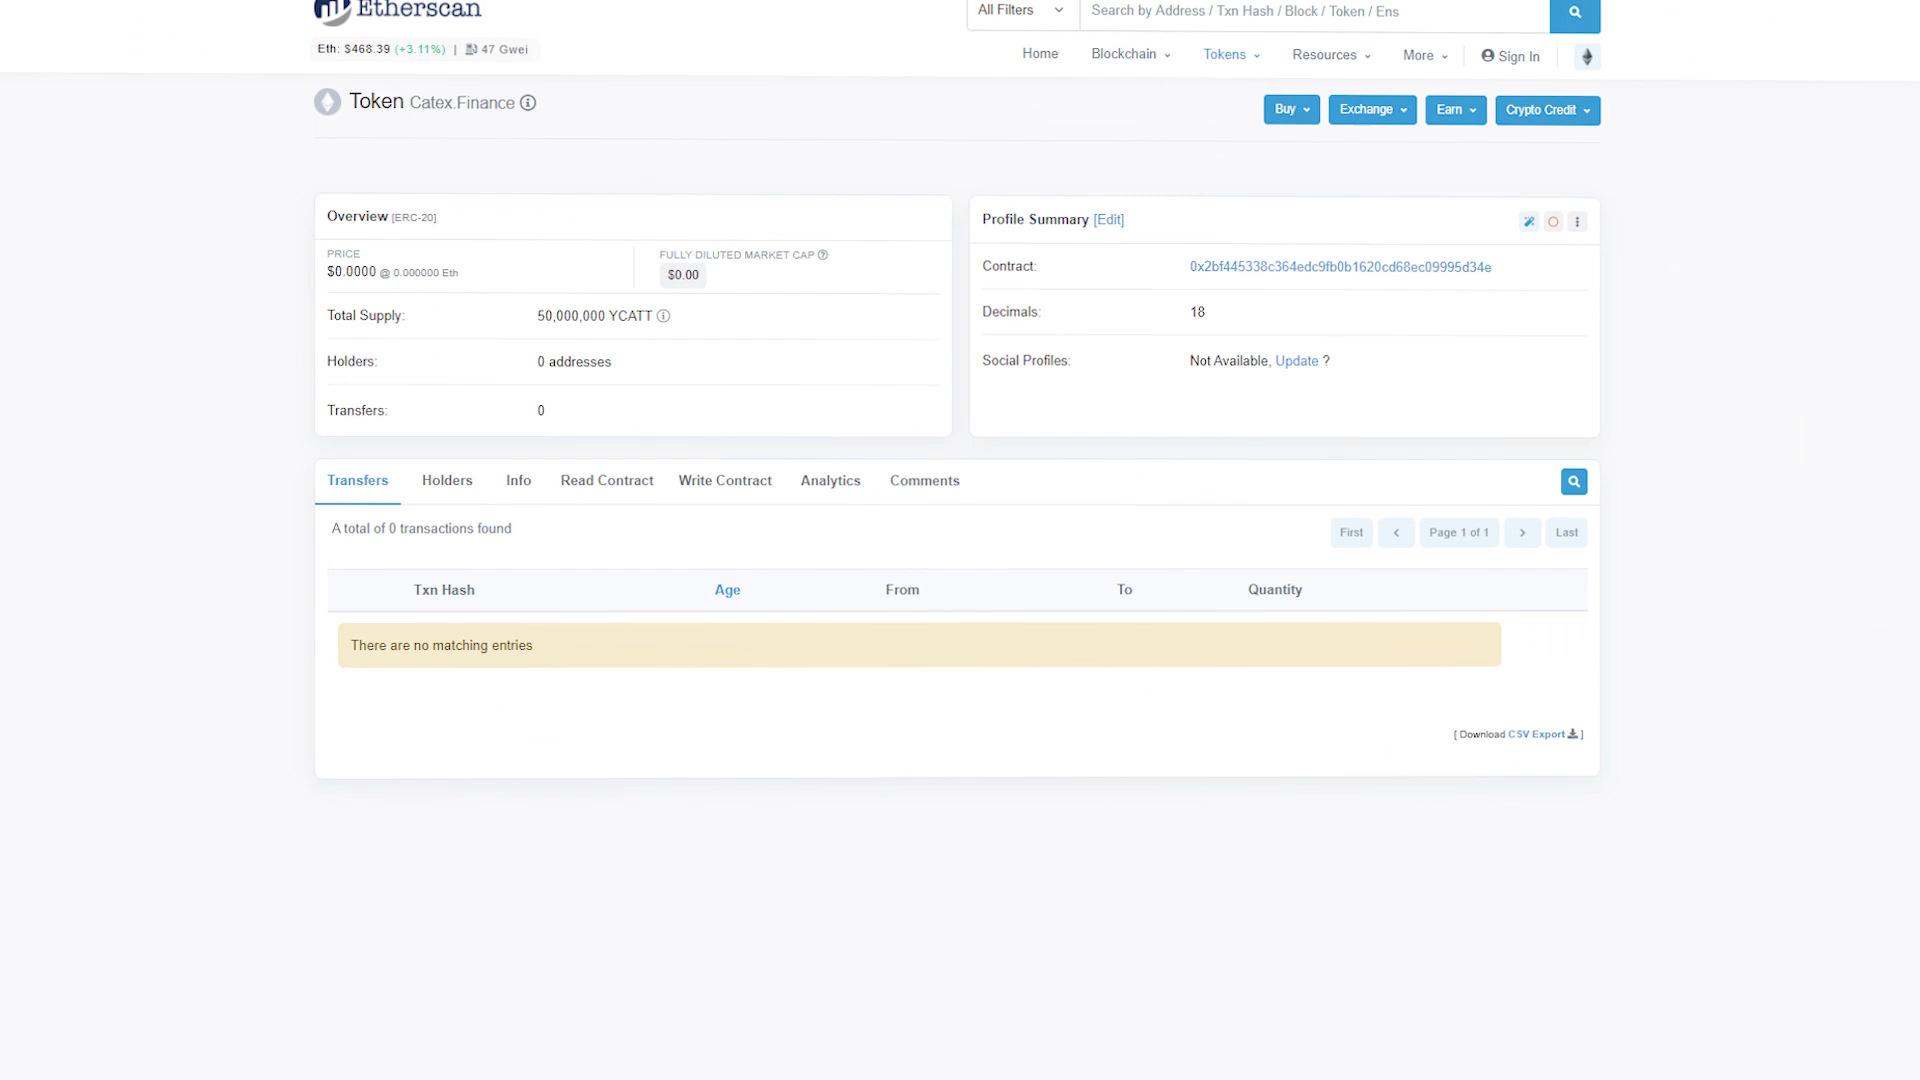 Etherscan
All Filters
Search by Address / Txn Hash / Block / Token / Ens
Eth: $468.39 (+3.11%) | 47 Gwei
Home
Blockchain
Tokens
Resources
More
Sign In
Token Catex.Finance
Buy
Exchange
Earn
Crypto Credit
Overview [ERC-20]
PRICE
$0.0000 @ 0.000000 Eth
FULLY DILUTED MARKET CAP
$0.00
Total Supply: 50,000,000 YCATT
Holders: 0 addresses
Transfers: 0
Profile Summary [Edit]
Contract: 0x2bf445338c364edc9fb0b1620cd68ec09995d34e
Decimals: 18
Social Profiles: Not Available, Update ?
Transfers
Holders
Info
Read Contract
Write Contract
Analytics
Comments
A total of 0 transactions found
First
Page 1 of 1
Last
Txn Hash
Age
From
To
Quantity
There are no matching entries
[ Download CSV Export ]